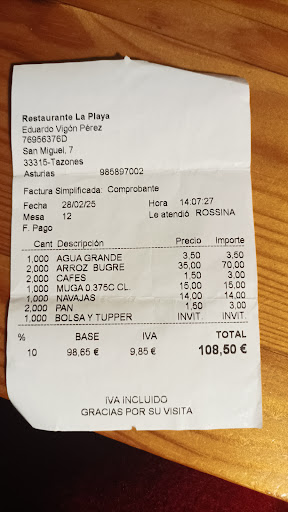 Restaurante La Playa
Eduardo Vigón Pérez
76956376D
San Miguel, 7
33315-Tazones
Asturias 985897002
Factura Simplificada: Comprobante
Fecha 28/02/25 Hora 14:07:27
Mesa 12 Le atendió ROSSINA
F. Pago
Cant Descripción Precio Importe
1,000 AGUA GRANDE 3,50 3,50
2,000 ARROZ BUGRE 35,00 70,00
2,000 CAFES 1,50 3,00
1,000 MUGA 0.375C CL. 15,00 15,00
1,000 NAVAJAS 14,00 14,00
2,000 PAN 1,50 3,00
1,000 BOLSA Y TUPPER INVIT. INVIT.
% BASE IVA TOTAL
10 98,65 € 9,85 € 108,50 €
IVA INCLUIDO
GRACIAS POR SU VISITA